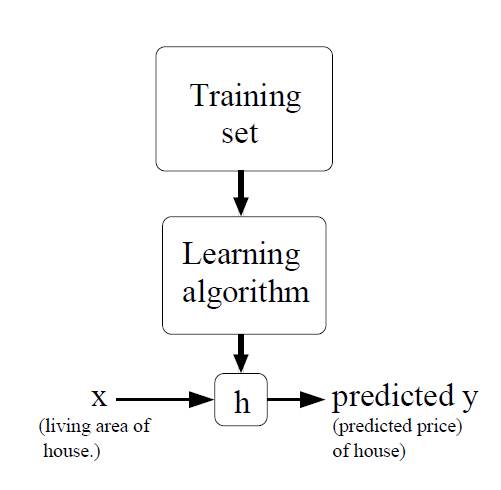 Training
set
Learning
algorithm
x
h
predicted y
(living area of
house.)
(predicted price)
of house)